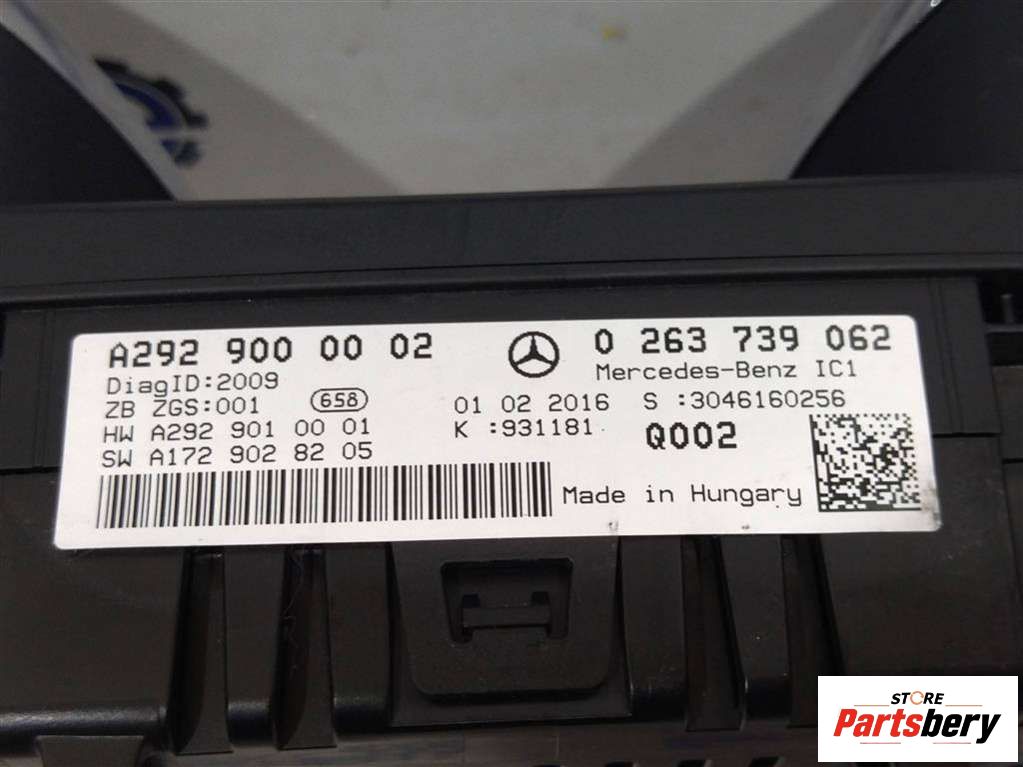 A292 900 00 02
0 263 739 062
DiagID:2009
Mercedes-Benz IC1
ZB ZGS:001
658
01 02 2016
S :3046160256
HW A292 901 00 01
K :931181
Q002
SW A172 902 82 05
Made in Hungary
STORE
Partsbery